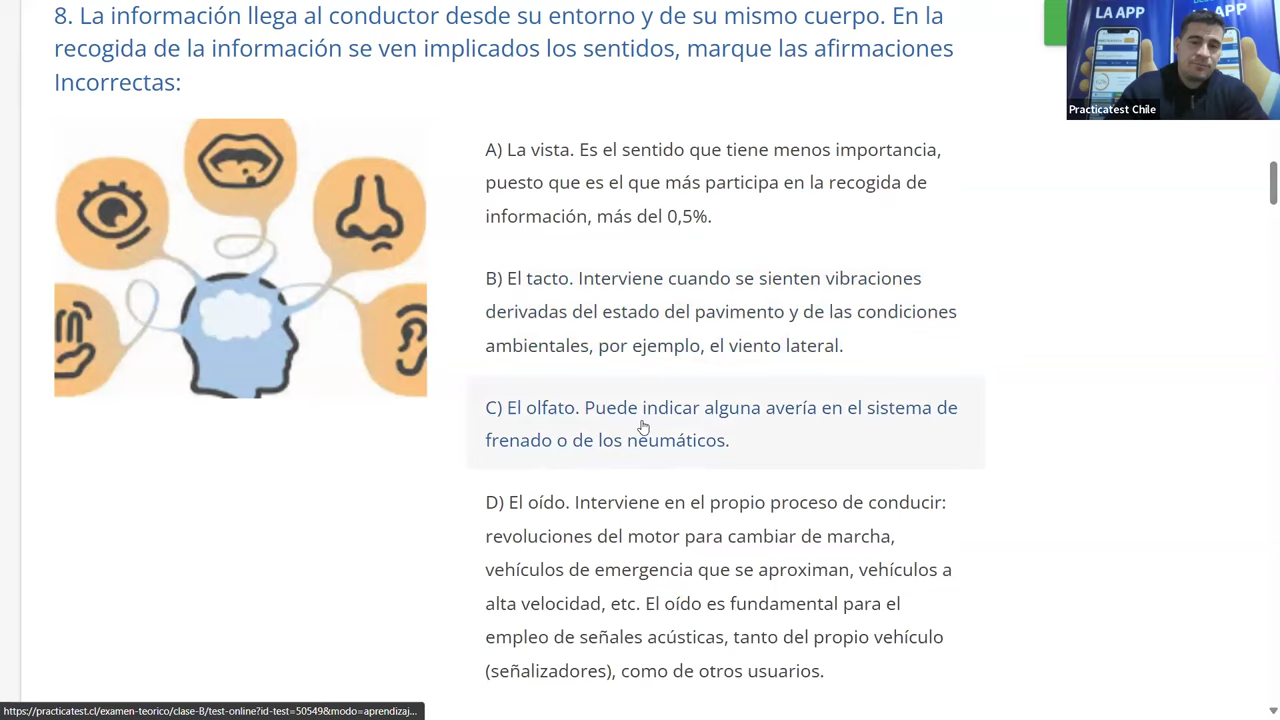 8. La información llega al conductor desde su entorno y de su mismo cuerpo. En la
recogida de la información se ven implicados los sentidos, marque las afirmaciones
Incorrectas:
LA APP
APP
Practicatest Chile
A) La vista. Es el sentido que tiene menos importancia,
puesto que es el que más participa en la recogida de
información, más del 0,5%.
B) El tacto. Interviene cuando se sienten vibraciones
derivadas del estado del pavimento y de las condiciones
ambientales, por ejemplo, el viento lateral.
C) El olfato. Puede indicar alguna avería en el sistema de
frenado o de los neumáticos.
D) El oído. Interviene en el propio proceso de conducir:
revoluciones del motor para cambiar de marcha,
vehículos de emergencia que se aproximan, vehículos a
alta velocidad, etc. El oído es fundamental para el
empleo de señales acústicas, tanto del propio vehículo
(señalizadores), como de otros usuarios.
https://practicatest.cl/examen-teorico/clase-B/test-online?id-test=50549&modo=aprendizaj...